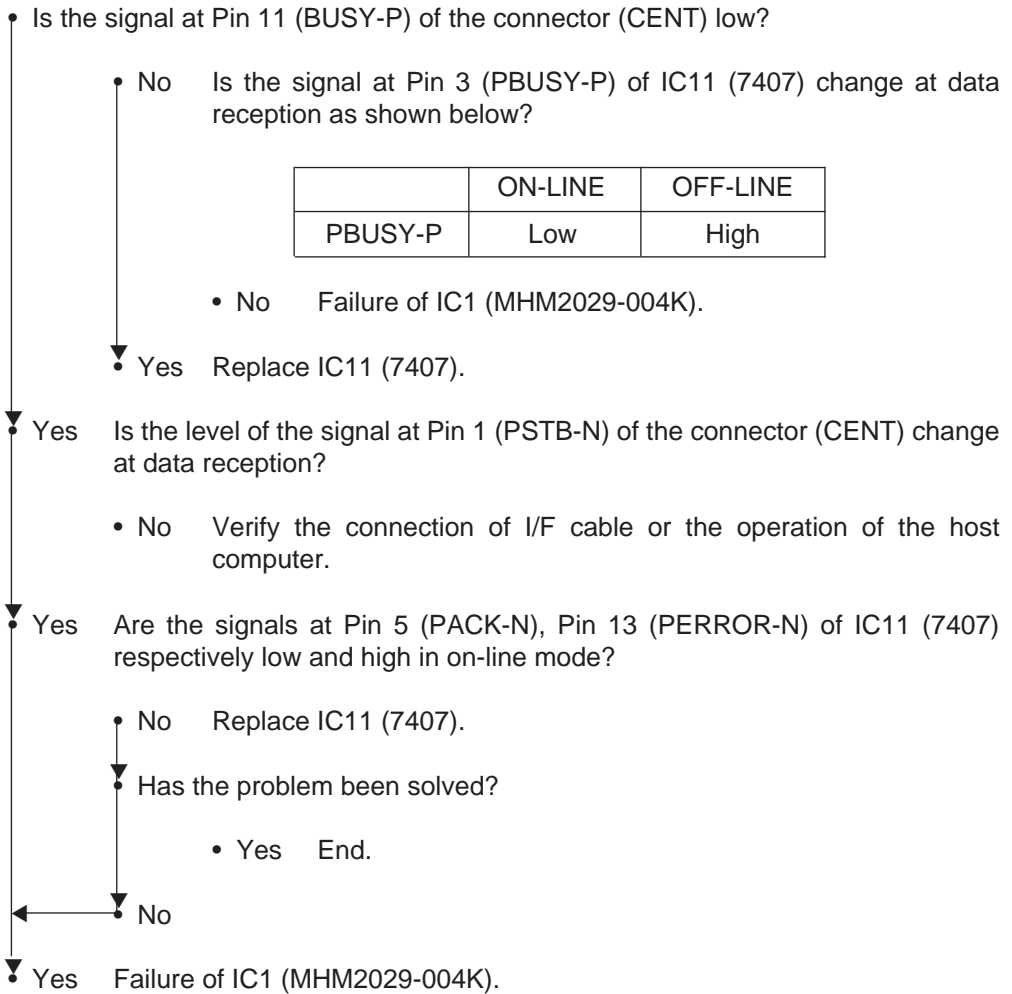 • Is the signal at Pin 11 (BUSY-P) of the connector (CENT) low?
• No Is the signal at Pin 3 (PBUSY-P) of IC11 (7407) change at data
reception as shown below?
ON-LINE OFF-LINE
PBUSY-P Low High
• No Failure of IC1 (MHM2029-004K).
• Yes Replace IC11 (7407).
• Yes Is the level of the signal at Pin 1 (PSTB-N) of the connector (CENT) change
at data reception?
• No Verify the connection of I/F cable or the operation of the host
computer.
• Yes Are the signals at Pin 5 (PACK-N), Pin 13 (PERROR-N) of IC11 (7407)
respectively low and high in on-line mode?
• No Replace IC11 (7407).
• Has the problem been solved?
• Yes End.
• No
• Yes Failure of IC1 (MHM2029-004K).